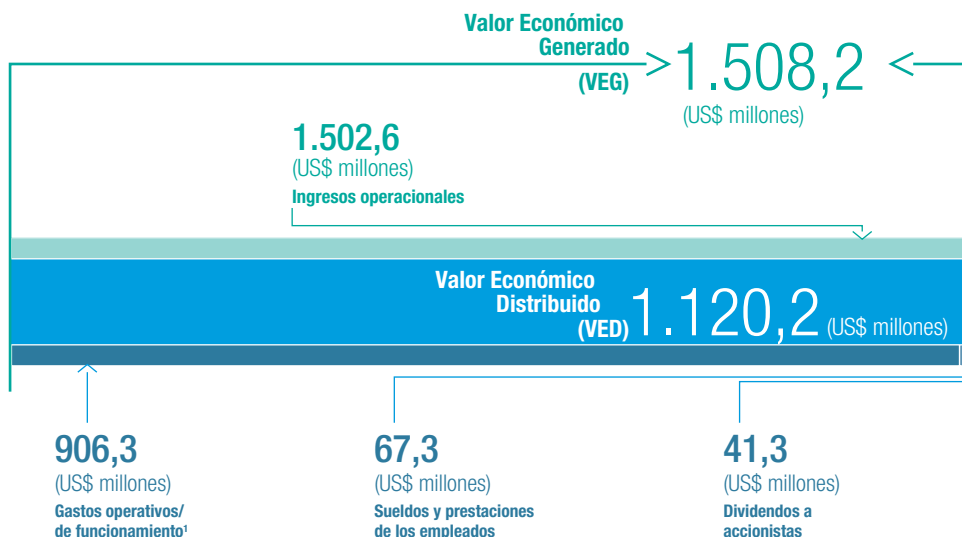 Valor Económico
Generado
(VEG)
1.508,2
(US$ millones)
1.502,6
(US$ millones)
Ingresos operacionales
Valor Económico
Distribuido
(VED) 1.120,2 (US$ millones)
906,3
(US$ millones)
Gastos operativos/
de funcionamiento¹
67,3
(US$ millones)
Sueldos y prestaciones
de los empleados
41,3
(US$ millones)
Dividendos a
accionistas